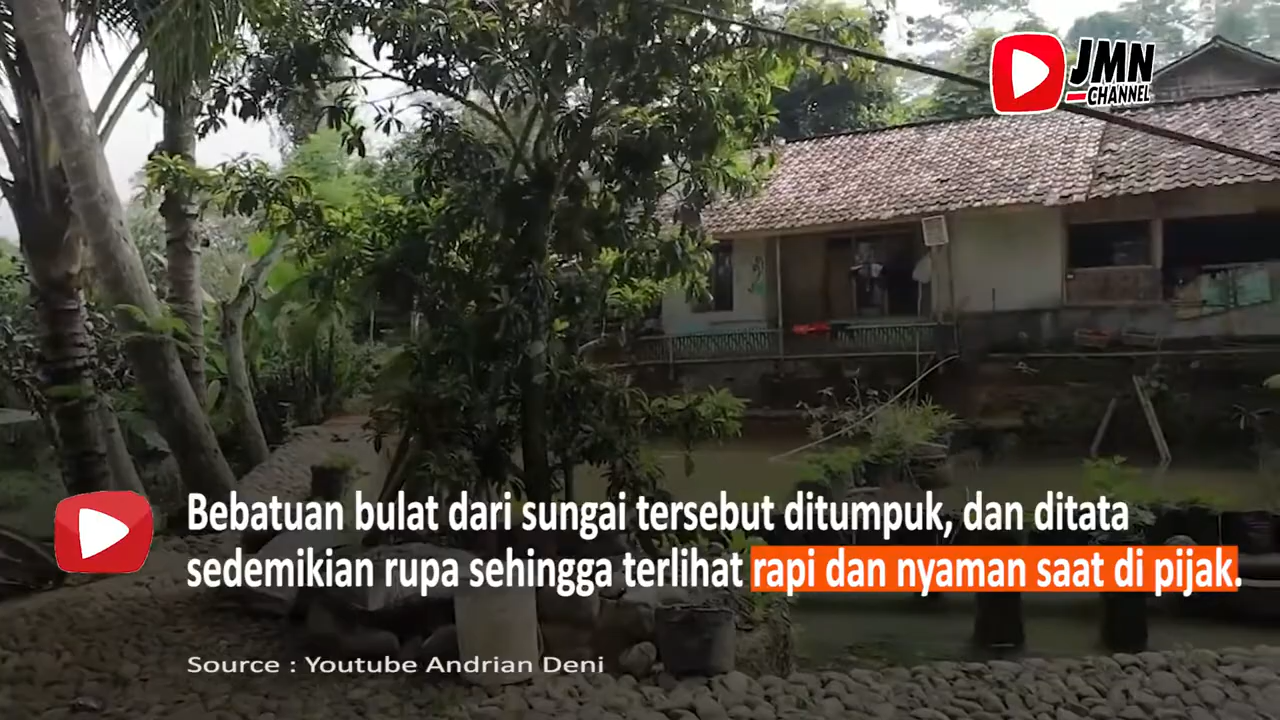 JMN
CHANNEL
Bebatuan bulat dari sungai tersebut ditumpuk, dan ditata
sedemikian rupa sehingga terlihat rapi dan nyaman saat di pijak.
Source : Youtube Andrian Deni